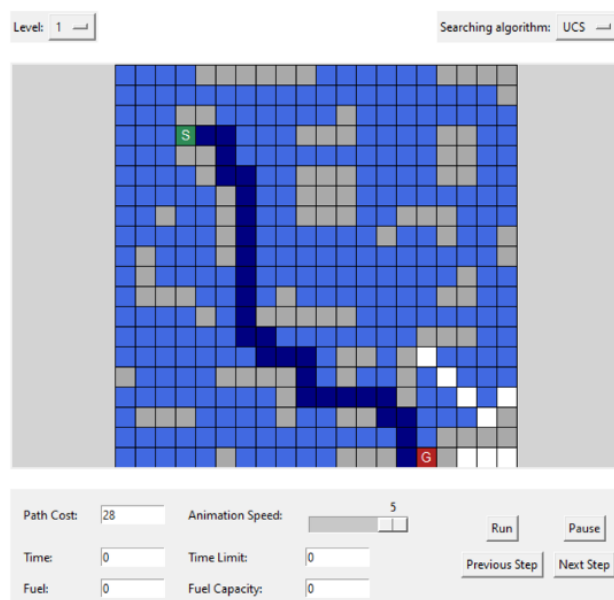 Level: 1 Searching algorithm: UCS
S
G
Path Cost: 28 Animation Speed: 5
Run Pause
Time: 0 Time Limit: 0
Previous Step Next Step
Fuel: 0 Fuel Capacity: 0